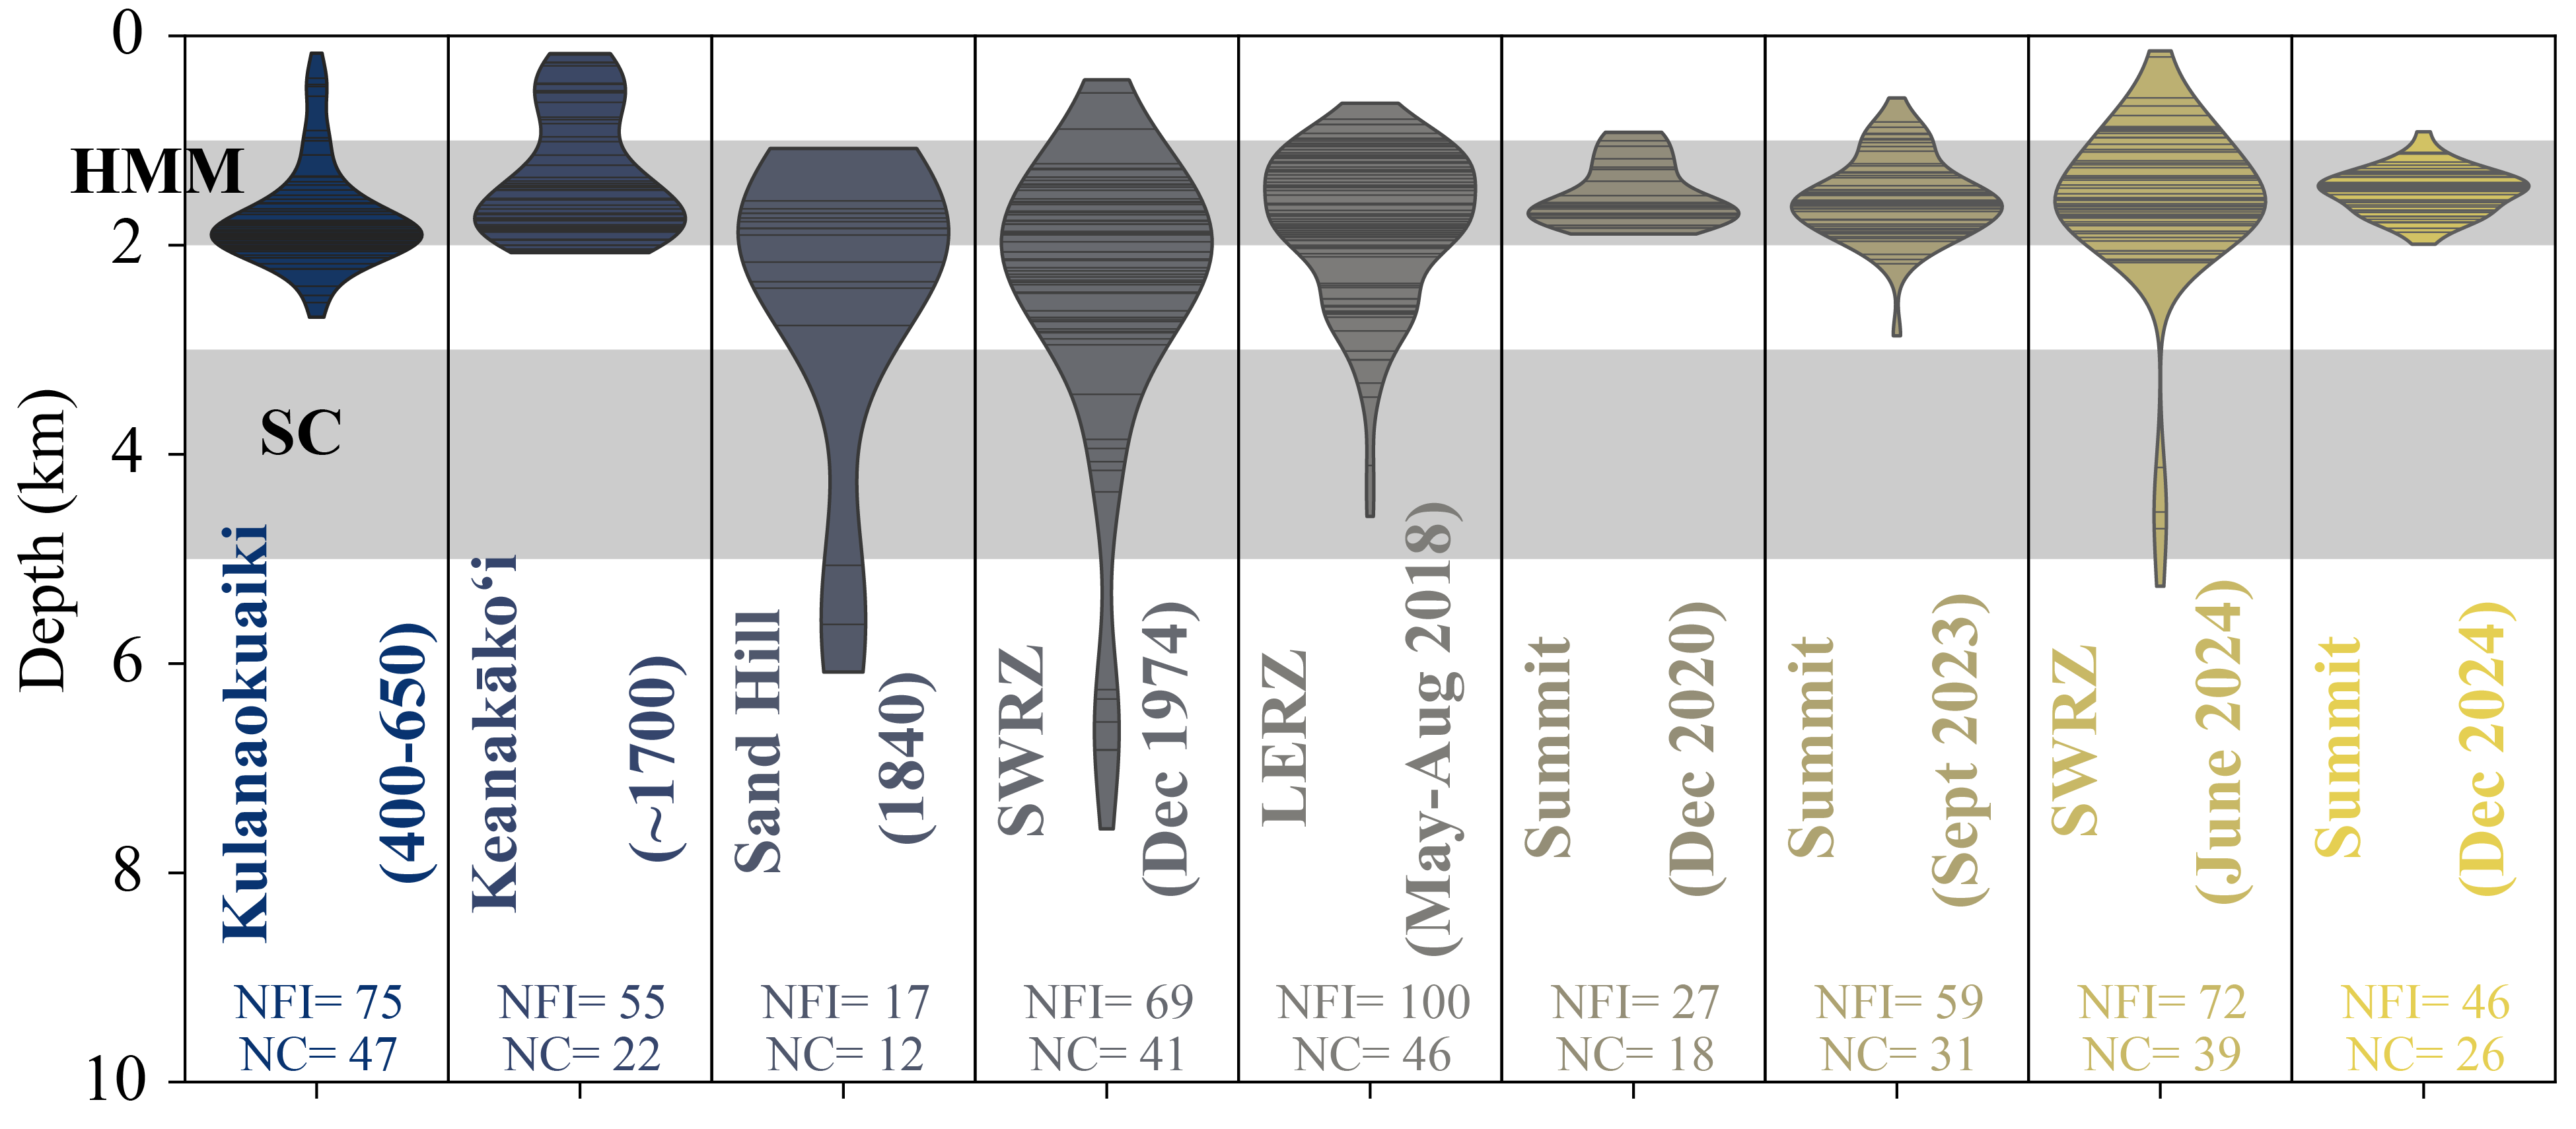 0
2
4
6
8
10
Depth (km)
HMM
SC
Kulanaokuaiki
(400-650)
NFI= 75
NC= 47
Keanakākoʻi
(~1700)
NFI= 55
NC= 22
Sand Hill
(1840)
NFI= 17
NC= 12
SWRZ
(Dec 1974)
NFI= 69
NC= 41
LERZ
(May-Aug 2018)
NFI= 100
NC= 46
Summit
(Dec 2020)
NFI= 27
NC= 18
Summit
(Sept 2023)
NFI= 59
NC= 31
SWRZ
(June 2024)
NFI= 72
NC= 39
Summit
(Dec 2024)
NFI= 46
NC= 26